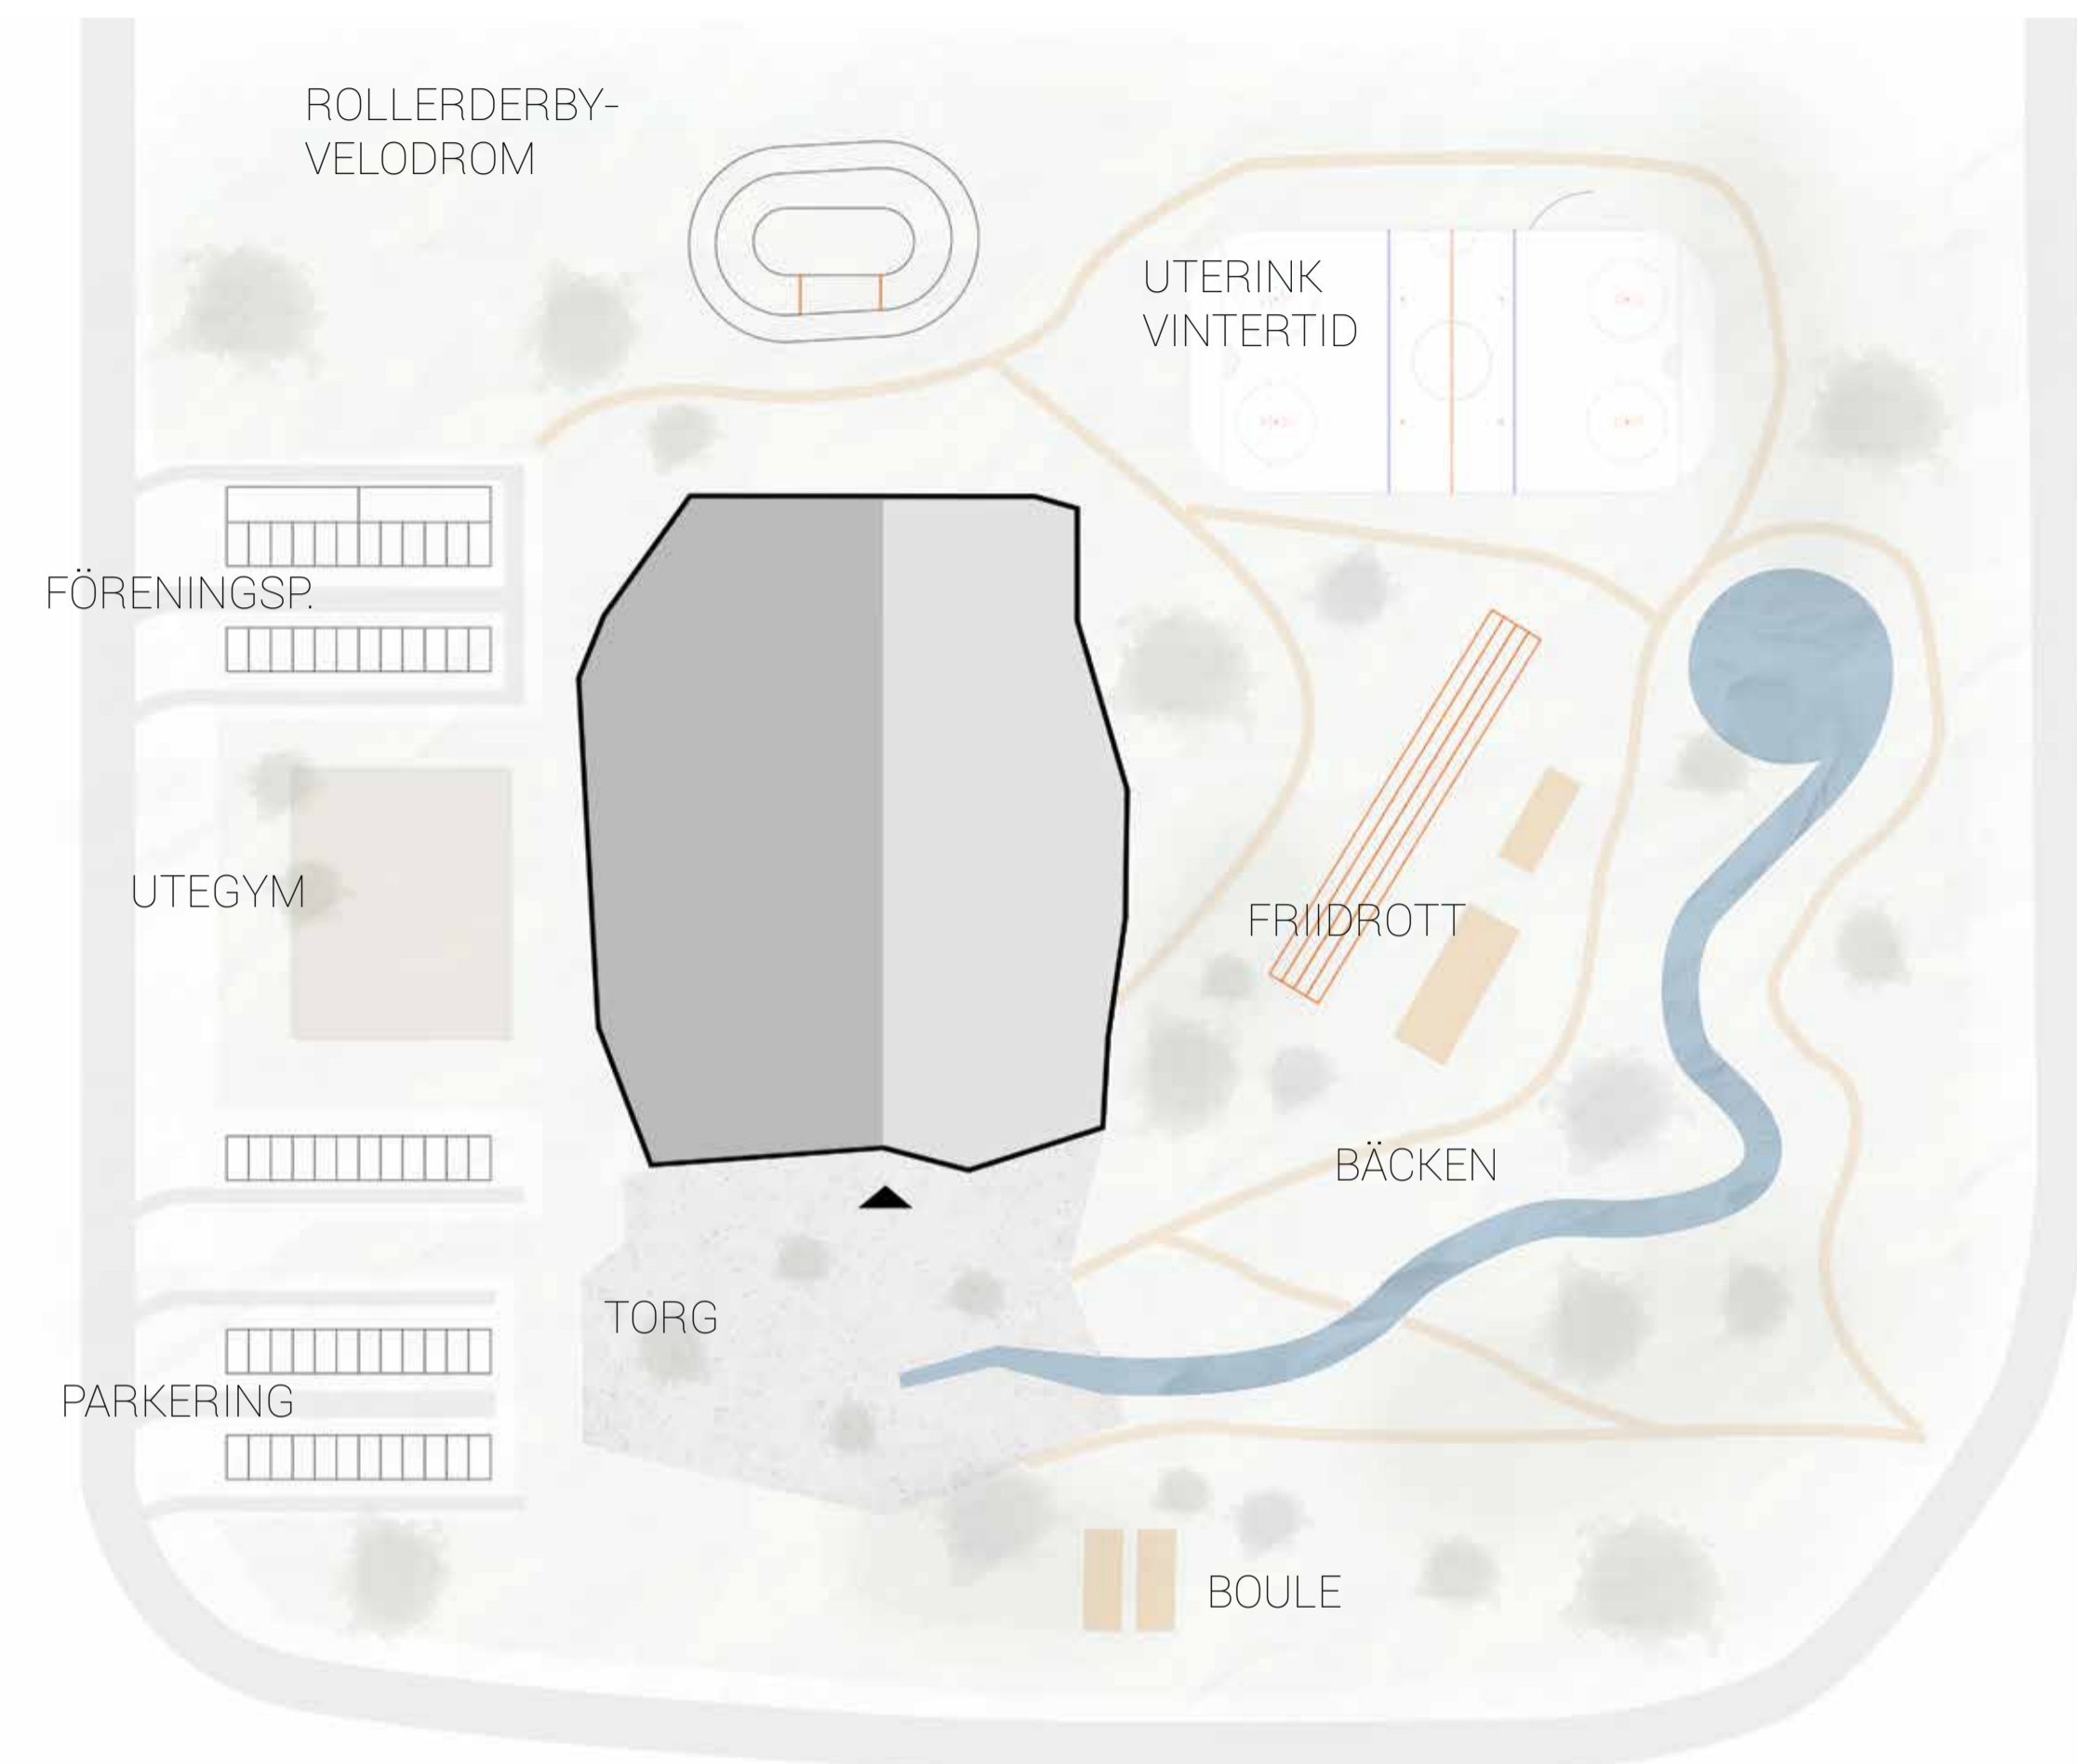 ROLLERDERBY-
VELODROM
UTERINK
VINTERTID
FÖRENINGSP.
UTEGYM
FRIIDROTT
BÄCKEN
TORG
PARKERING
BOULE